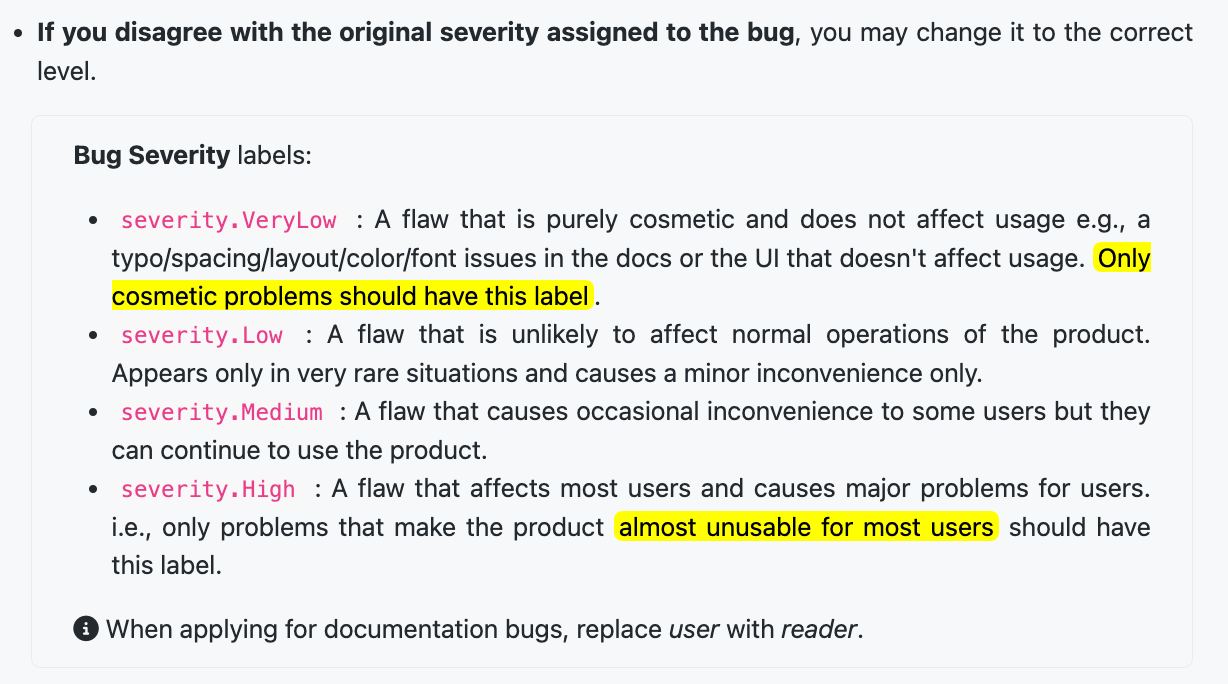 • If you disagree with the original severity assigned to the bug, you may change it to the correct
level.
Bug Severity labels:
• severity.VeryLow : A flaw that is purely cosmetic and does not affect usage e.g., a
typo/spacing/layout/color/font issues in the docs or the UI that doesn't affect usage. Only
cosmetic problems should have this label.
• severity.Low : A flaw that is unlikely to affect normal operations of the product.
Appears only in very rare situations and causes a minor inconvenience only.
• severity.Medium : A flaw that causes occasional inconvenience to some users but they
can continue to use the product.
• severity.High : A flaw that affects most users and causes major problems for users.
i.e., only problems that make the product almost unusable for most users should have
this label.
When applying for documentation bugs, replace user with reader.